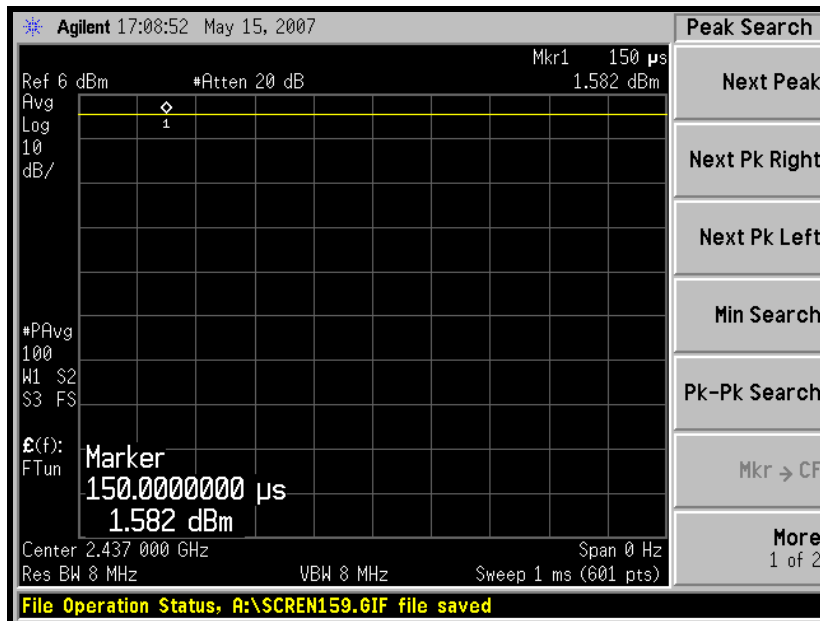 Agilent 17:08:52 May 15, 2007
Peak Search
Mkr1 150 µs
Ref 6 dBm #Atten 20 dB 1.582 dBm
Avg
Log
10
dB/
1
#PAvg
100
W1 S2
S3 FS
£(f):
FTun
Marker
150.0000000 µs
1.582 dBm
Center 2.437 000 GHz Span 0 Hz
Res BW 8 MHz VBW 8 MHz Sweep 1 ms (601 pts)
File Operation Status, A:\SCREN159.GIF file saved
Next Peak
Next Pk Right
Next Pk Left
Min Search
Pk-Pk Search
Mkr → CF
More
1 of 2